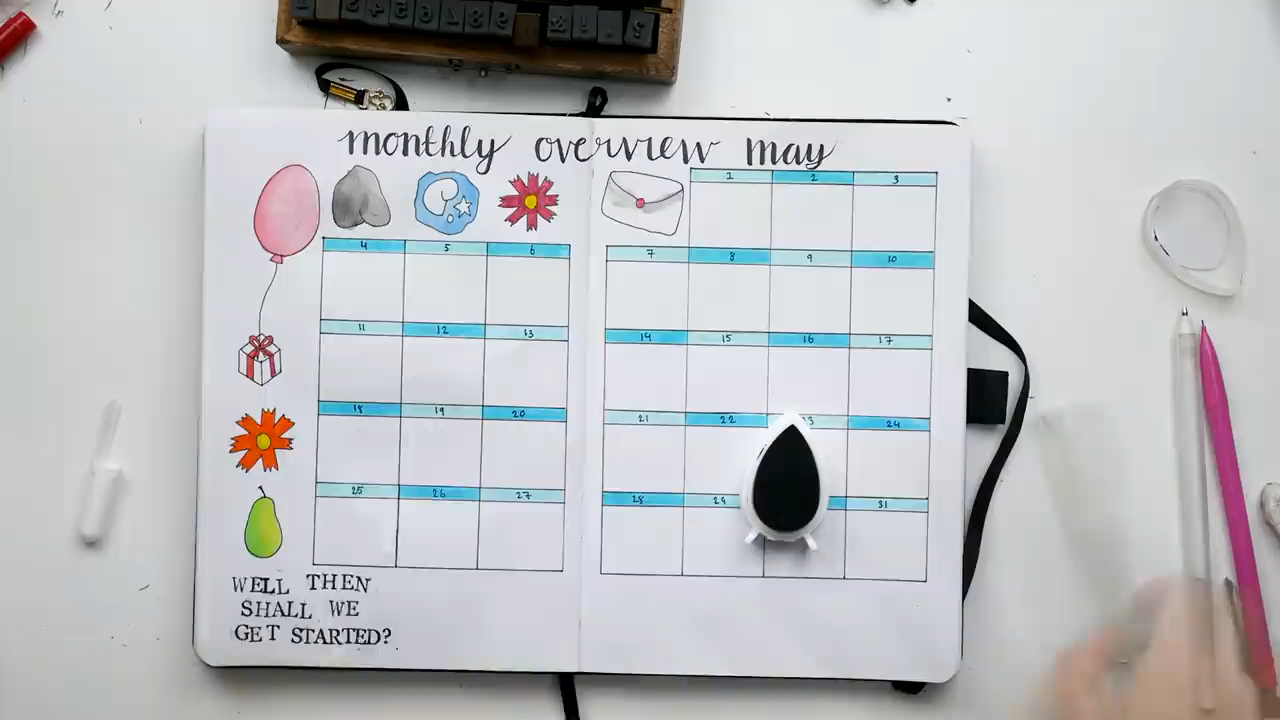 monthly overview may
1 2 3
4 5 6 7 8 9 10
11 12 13 14 15 16 17
18 19 20 21 22 23 24
25 26 27 28 29 31
WELL THEN
SHALL WE
GET STARTED?